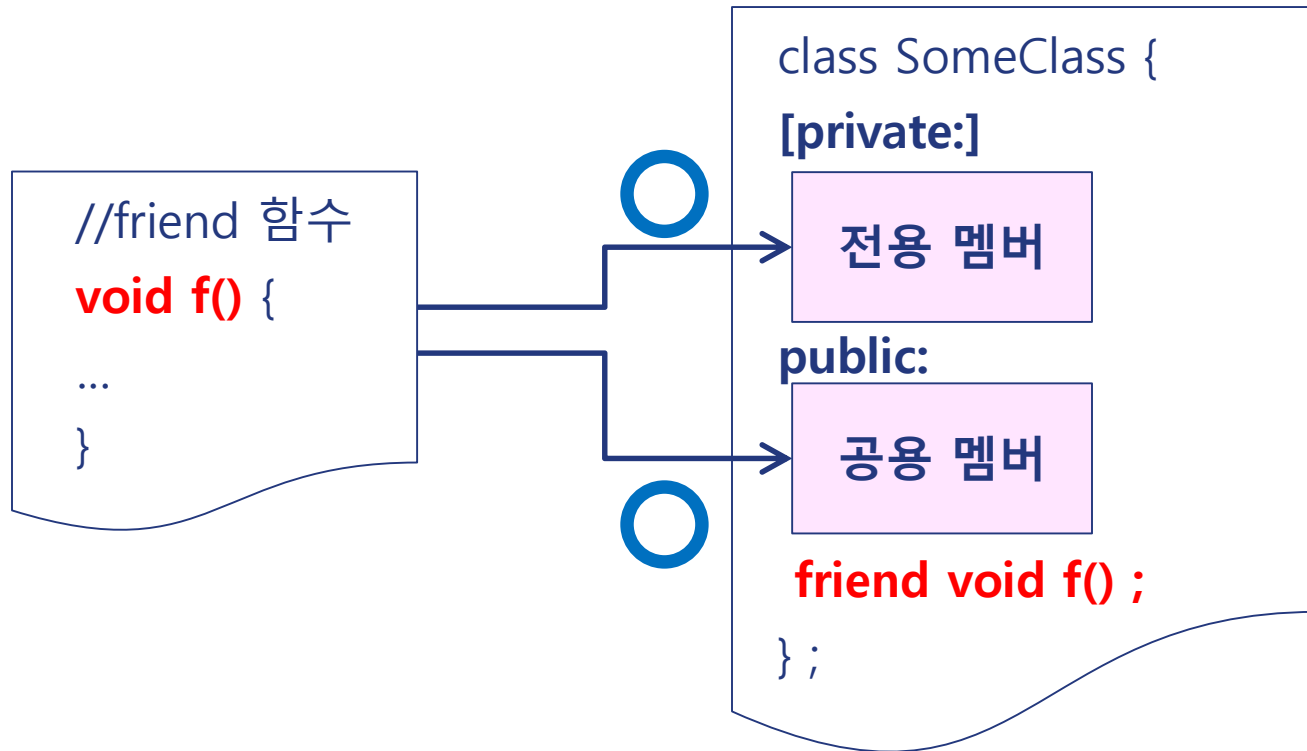 //friend 함수
void f() {
...
}
class SomeClass {
[private:]
전용 멤버
public:
공용 멤버
friend void f() ;
} ;